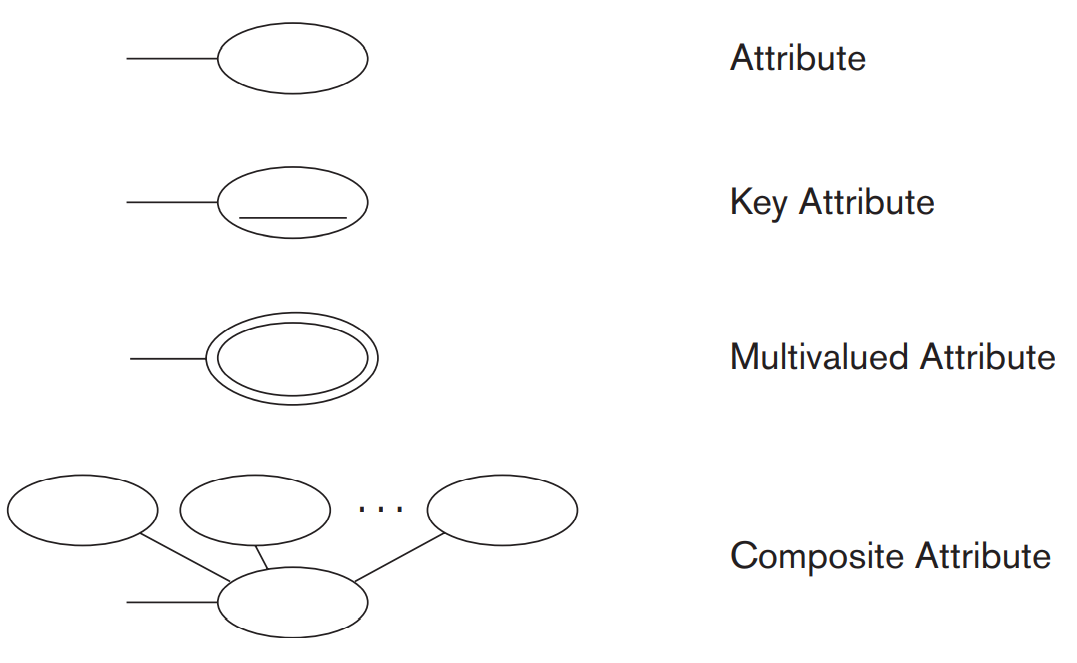 Attribute
Key Attribute
Multivalued Attribute
. . .
Composite Attribute